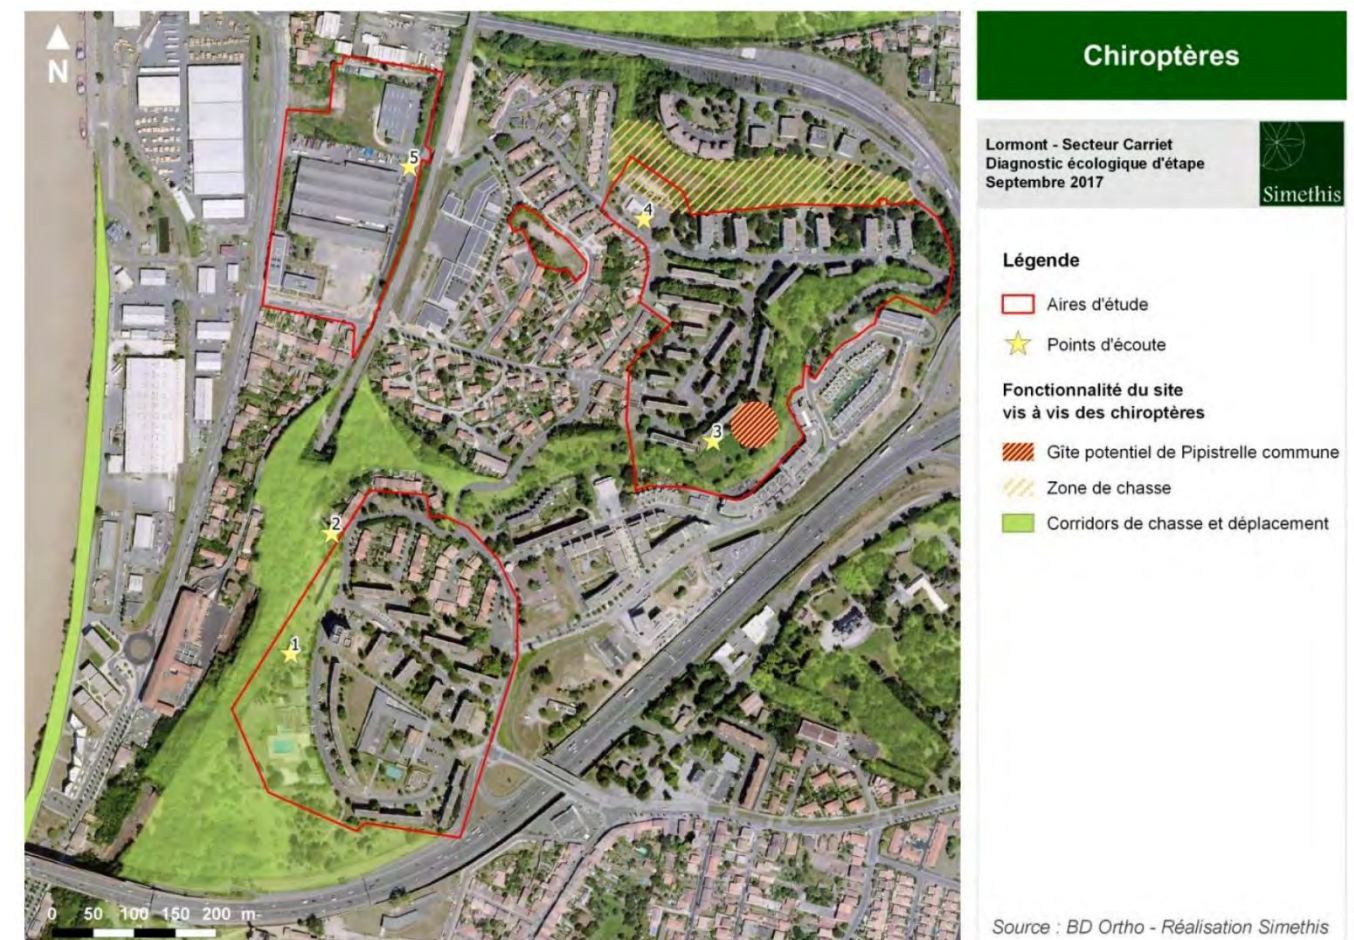 N
5
4
3
2
1
0 50 100 150 200 m
Chiroptères
Lormont - Secteur Carriet
Diagnostic écologique d'étape
Septembre 2017
Simethis
Légende
Aires d'étude
Points d'écoute
Fonctionnalité du site
vis à vis des chiroptères
Gîte potentiel de Pipistrelle commune
Zone de chasse
Corridors de chasse et déplacement
Source : BD Ortho - Réalisation Simethis